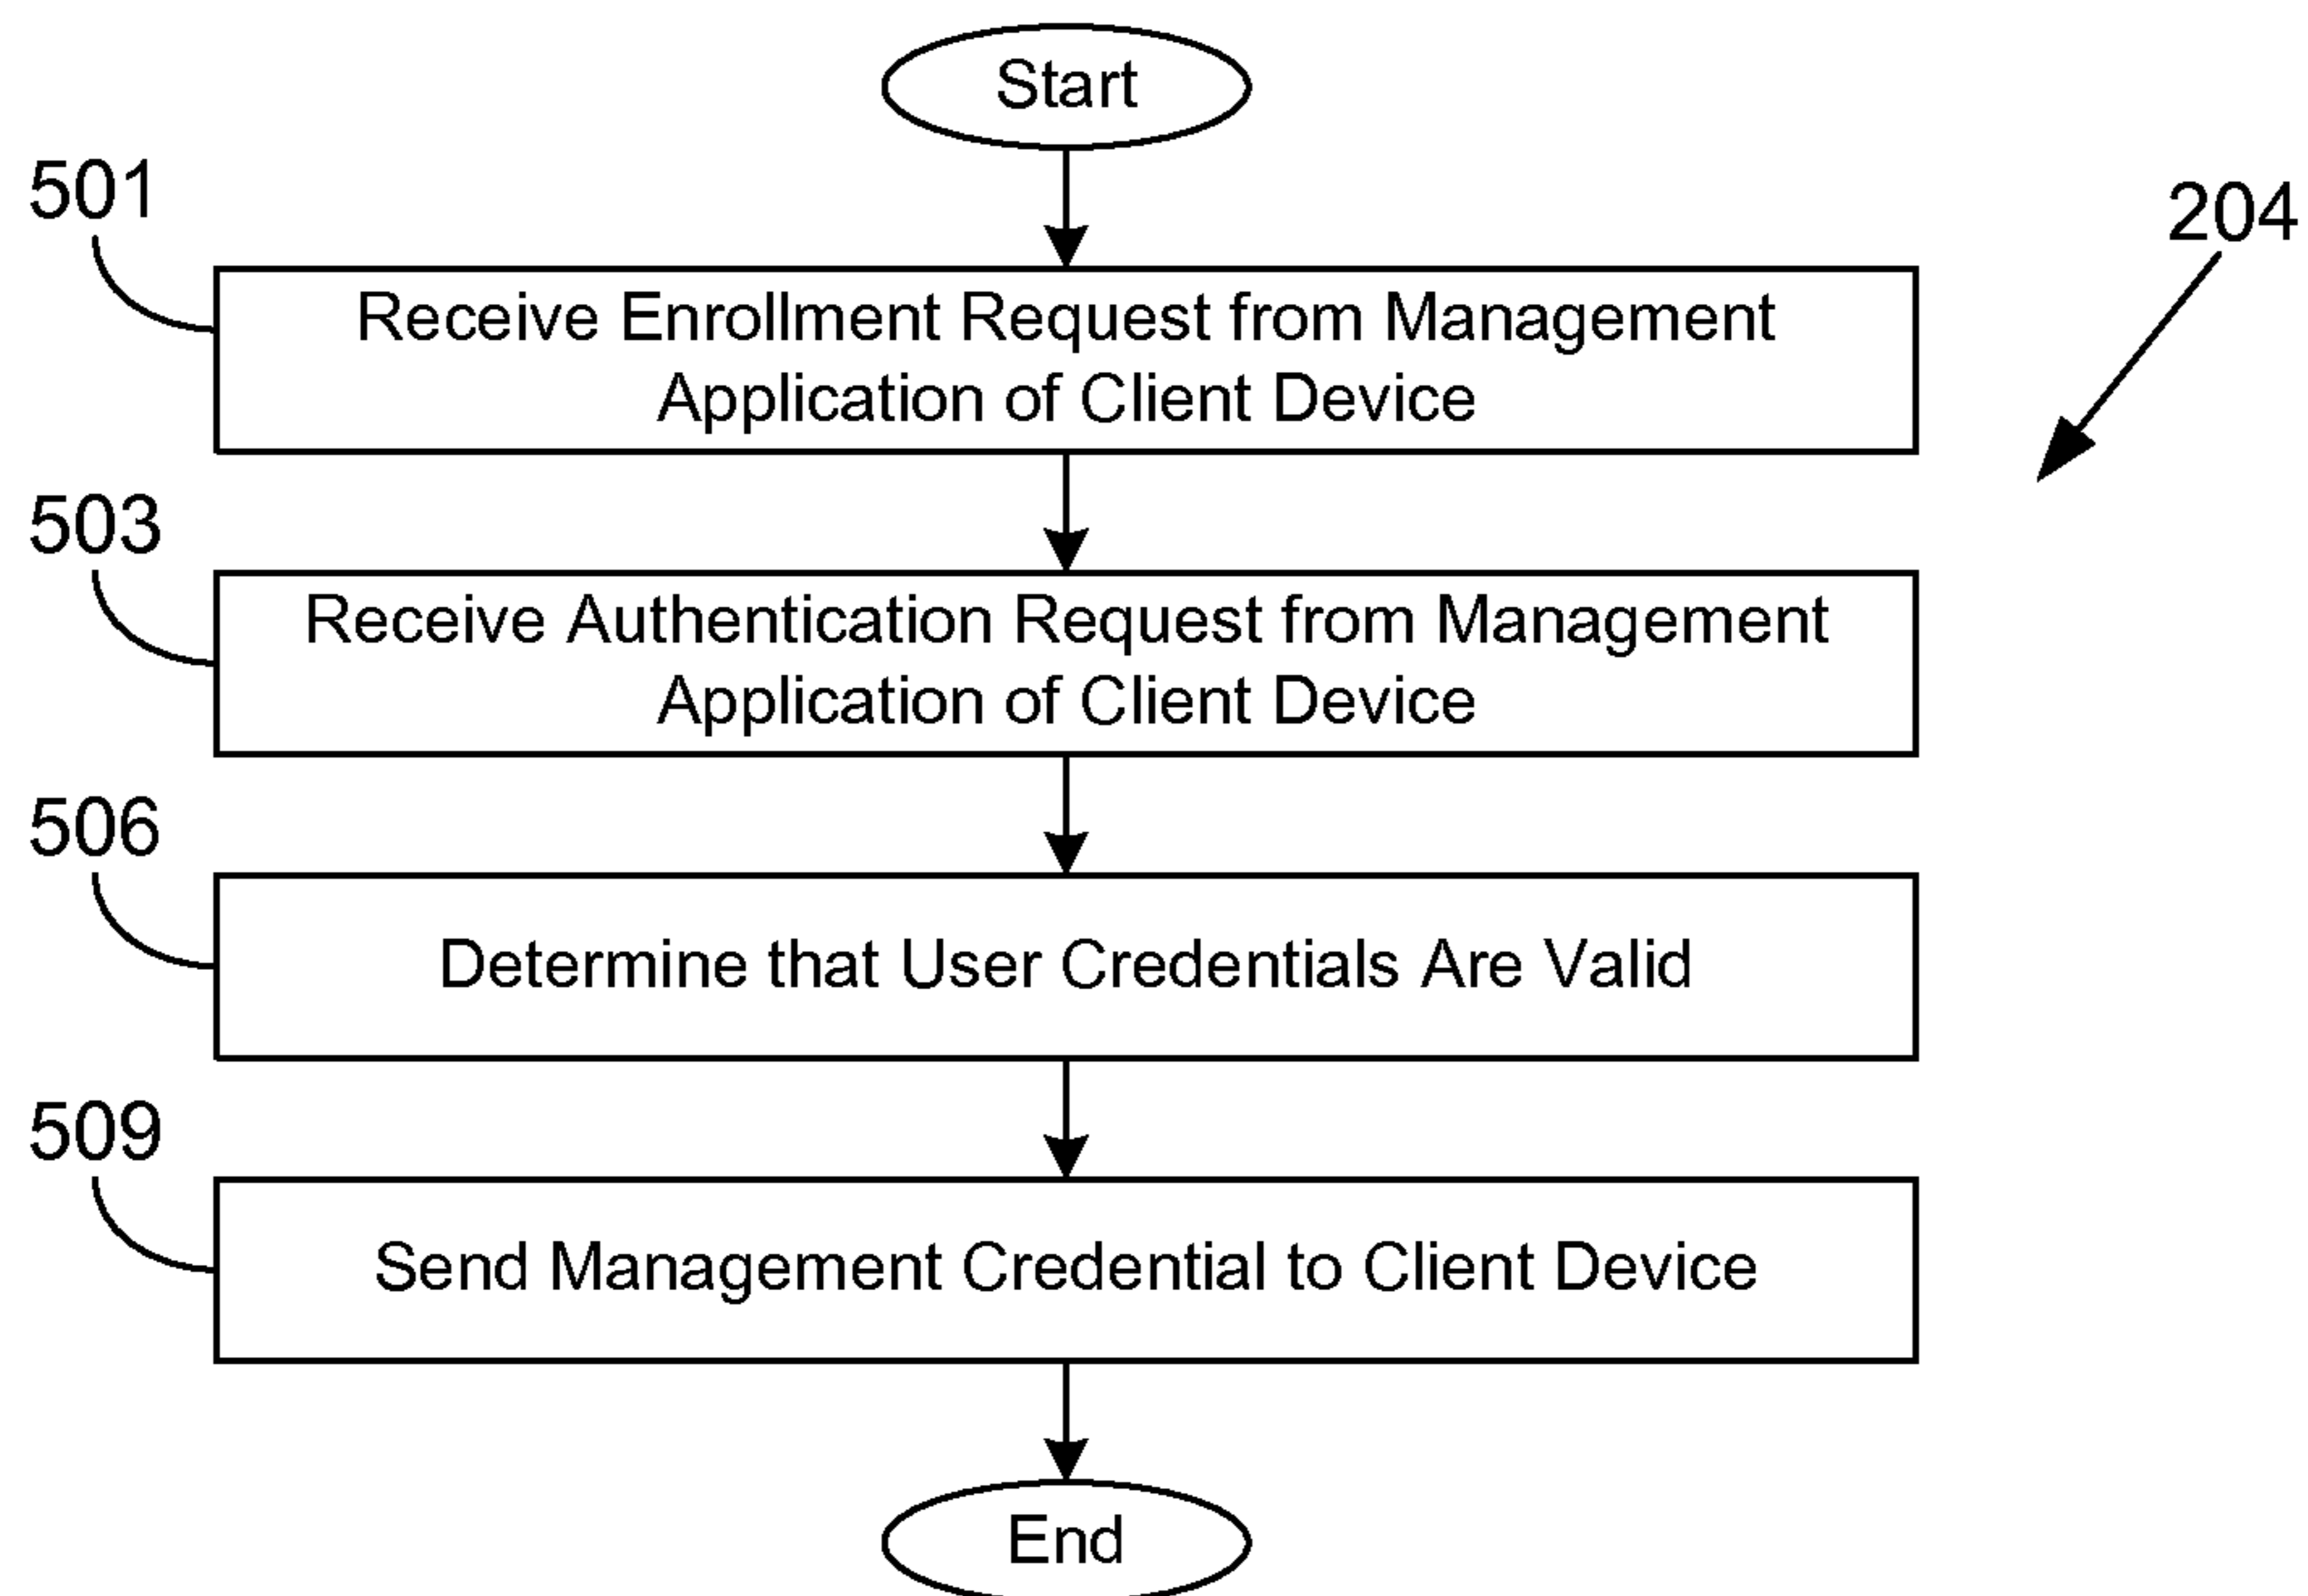 Start
501
204
Receive Enrollment Request from Management
Application of Client Device
503
Receive Authentication Request from Management
Application of Client Device
506
Determine that User Credentials Are Valid
509
Send Management Credential to Client Device
End